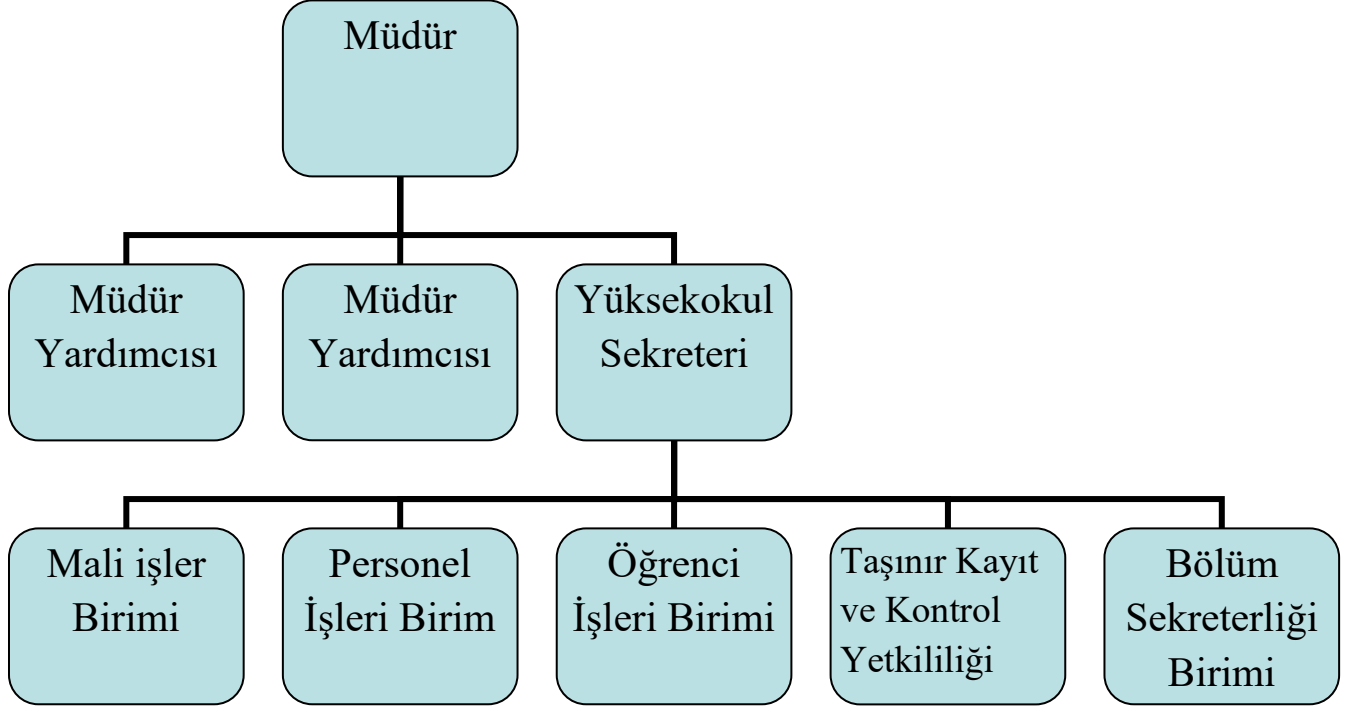 Müdür
Müdür
Yardımcısı
Müdür
Yardımcısı
Yüksekokul
Sekreteri
Mali işler
Birimi
Personel
İşleri Birim
Öğrenci
İşleri Birimi
Taşınır Kayıt
ve Kontrol
Yetkililiği
Bölüm
Sekreterliği
Birimi